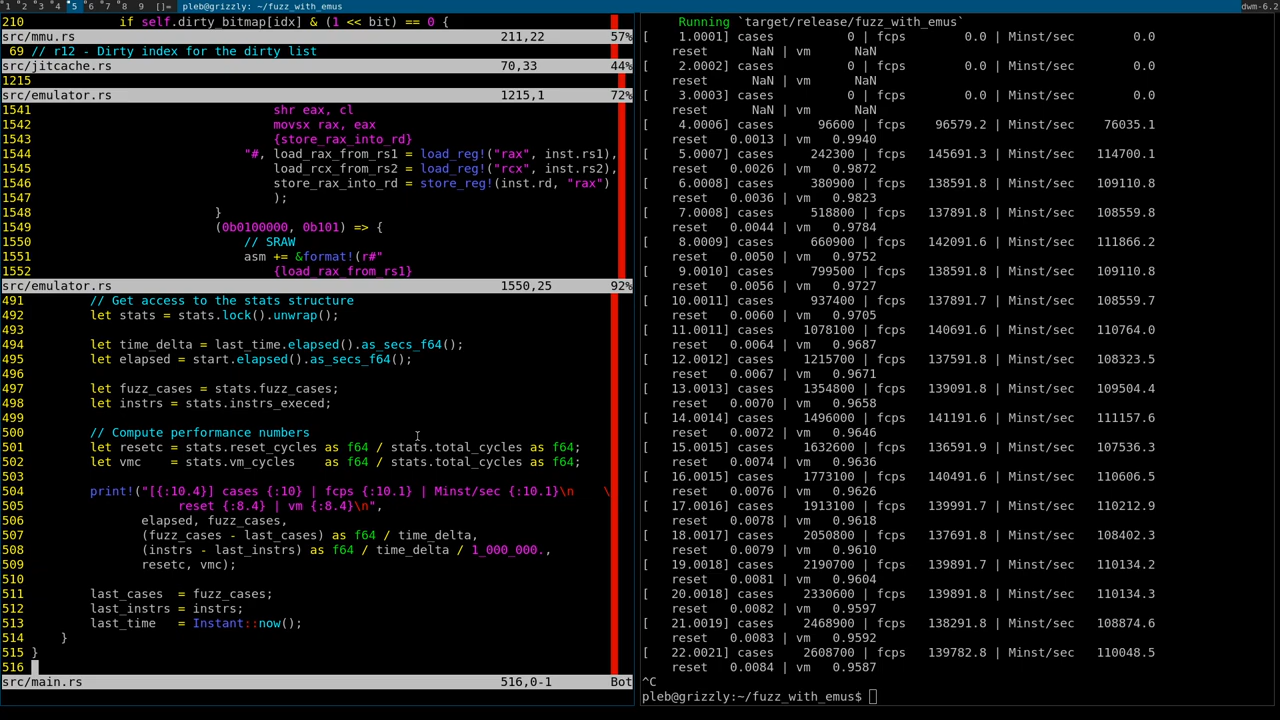 1 2 3 4 5 6 7 8 9 []= pleb@grizzly: ~/fuzz_with_emus dwm-6.2
210 if self.dirty_bitmap[idx] & (1 << bit) == 0 {
src/mmu.rs 211,22 57%
69 // r12 - Dirty index for the dirty list
src/jitcache.rs 70,33 44%
1215
src/emulator.rs 1215,1 72%
1541 shr eax, cl
1542 movsx rax, eax
1543 {store_rax_into_rd}
1544 "#, load_rax_from_rs1 = load_reg!("rax", inst.rs1),
1545 load_rcx_from_rs2 = load_reg!("rcx", inst.rs2),
1546 store_rax_into_rd = store_reg!(inst.rd, "rax")
1547 );
1548 }
1549 (0b0100000, 0b101) => {
1550 // SRAW
1551 asm += &format!(r#"
1552 {load_rax_from_rs1}
src/emulator.rs 1550,25 92%
491 // Get access to the stats structure
492 let stats = stats.lock().unwrap();
493
494 let time_delta = last_time.elapsed().as_secs_f64();
495 let elapsed = start.elapsed().as_secs_f64();
496
497 let fuzz_cases = stats.fuzz_cases;
498 let instrs = stats.instrs_execed;
499
500 // Compute performance numbers
501 let resetc = stats.reset_cycles as f64 / stats.total_cycles as f64;
502 let vmc = stats.vm_cycles as f64 / stats.total_cycles as f64;
503
504 print!("[{:10.4}] cases {:10} | fcps {:10.1} | Minst/sec {:10.1}\n \
505 reset {:8.4} | vm {:8.4}\n",
506 elapsed, fuzz_cases,
507 (fuzz_cases - last_cases) as f64 / time_delta,
508 (instrs - last_instrs) as f64 / time_delta / 1_000_000.,
509 resetc, vmc);
510
511 last_cases = fuzz_cases;
512 last_instrs = instrs;
513 last_time = Instant::now();
514 }
515 }
516
src/main.rs 516,0-1 Bot
Running `target/release/fuzz_with_emus`
[ 1.0001] cases 0 | fcps 0.0 | Minst/sec 0.0
reset NaN | vm NaN
[ 2.0002] cases 0 | fcps 0.0 | Minst/sec 0.0
reset NaN | vm NaN
[ 3.0003] cases 0 | fcps 0.0 | Minst/sec 0.0
reset NaN | vm NaN
[ 4.0006] cases 96600 | fcps 96579.2 | Minst/sec 76035.1
reset 0.0013 | vm 0.9940
[ 5.0007] cases 242300 | fcps 145691.3 | Minst/sec 114700.1
reset 0.0026 | vm 0.9872
[ 6.0008] cases 380900 | fcps 138591.8 | Minst/sec 109110.8
reset 0.0036 | vm 0.9823
[ 7.0008] cases 518800 | fcps 137891.8 | Minst/sec 108559.8
reset 0.0044 | vm 0.9784
[ 8.0009] cases 660900 | fcps 142091.6 | Minst/sec 111866.2
reset 0.0050 | vm 0.9752
[ 9.0010] cases 799500 | fcps 138591.8 | Minst/sec 109110.8
reset 0.0056 | vm 0.9727
[ 10.0011] cases 937400 | fcps 137891.7 | Minst/sec 108559.7
reset 0.0060 | vm 0.9705
[ 11.0011] cases 1078100 | fcps 140691.6 | Minst/sec 110764.0
reset 0.0064 | vm 0.9687
[ 12.0012] cases 1215700 | fcps 137591.8 | Minst/sec 108323.5
reset 0.0067 | vm 0.9671
[ 13.0013] cases 1354800 | fcps 139091.8 | Minst/sec 109504.4
reset 0.0070 | vm 0.9658
[ 14.0014] cases 1496000 | fcps 141191.6 | Minst/sec 111157.6
reset 0.0072 | vm 0.9646
[ 15.0015] cases 1632600 | fcps 136591.9 | Minst/sec 107536.3
reset 0.0074 | vm 0.9636
[ 16.0015] cases 1773100 | fcps 140491.6 | Minst/sec 110606.5
reset 0.0076 | vm 0.9626
[ 17.0016] cases 1913100 | fcps 139991.7 | Minst/sec 110212.9
reset 0.0078 | vm 0.9618
[ 18.0017] cases 2050800 | fcps 137691.8 | Minst/sec 108402.3
reset 0.0079 | vm 0.9610
[ 19.0018] cases 2190700 | fcps 139891.7 | Minst/sec 110134.2
reset 0.0081 | vm 0.9604
[ 20.0018] cases 2330600 | fcps 139891.8 | Minst/sec 110134.3
reset 0.0082 | vm 0.9597
[ 21.0019] cases 2468900 | fcps 138291.8 | Minst/sec 108874.6
reset 0.0083 | vm 0.9592
[ 22.0021] cases 2608700 | fcps 139782.8 | Minst/sec 110048.5
reset 0.0084 | vm 0.9587
^C
pleb@grizzly:~/fuzz_with_emus$